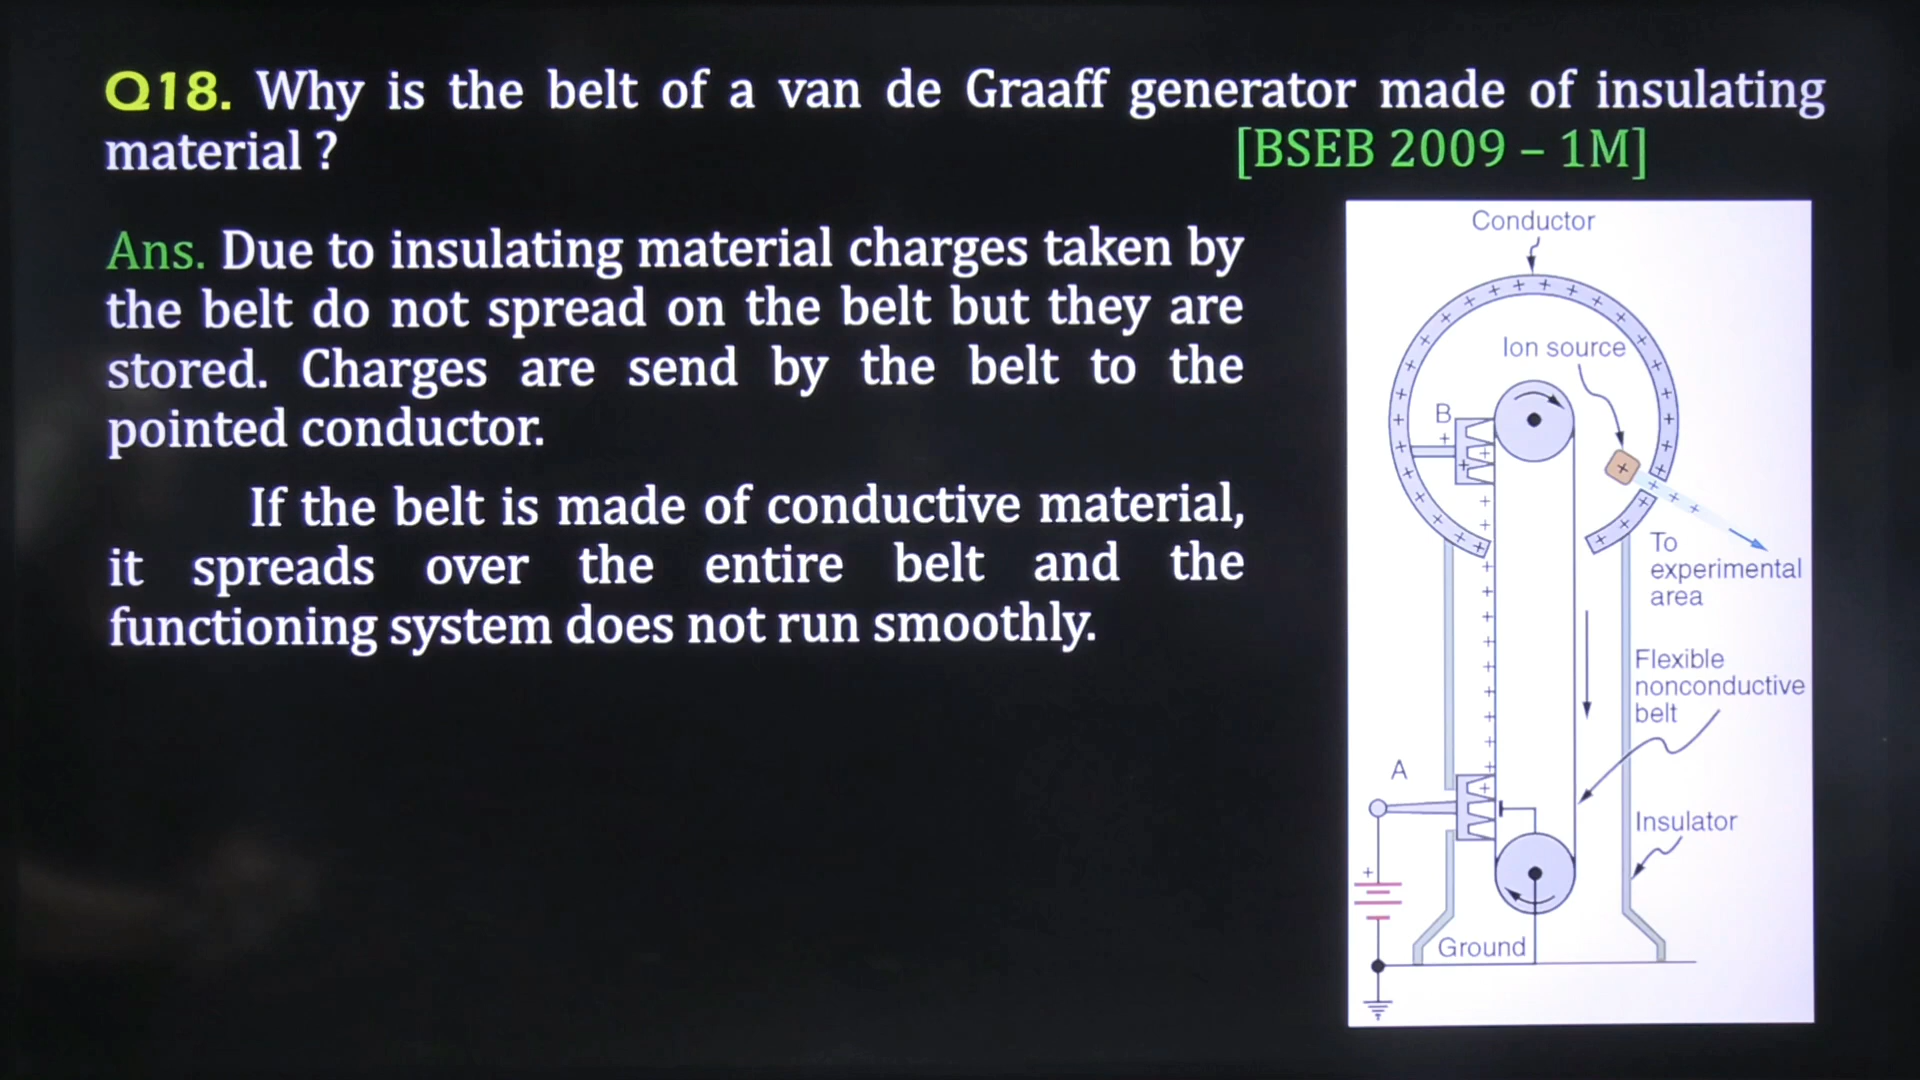 Q18. Why is the belt of a van de Graaff generator made of insulating
material ?
[BSEB 2009 – 1M]
Ans. Due to insulating material charges taken by
the belt do not spread on the belt but they are
stored. Charges are send by the belt to the
pointed conductor.
If the belt is made of conductive material,
it spreads over the entire belt and the
functioning system does not run smoothly.
Conductor
Ion source
B
To
experimental
area
Flexible
nonconductive
belt
A
Insulator
Ground